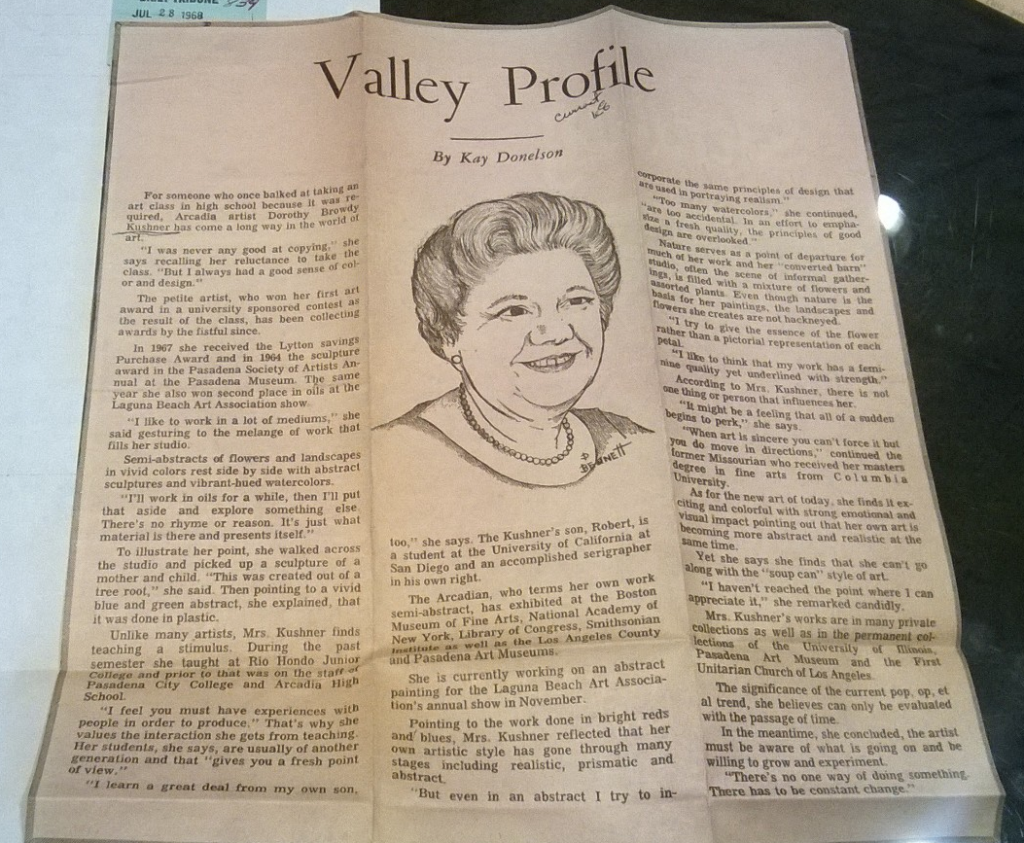 DAILY TRIBUNE
JUL 28 1968
Valley Profile
By Kay Donelson
For someone who once balked at taking an
art class in high school because it was re-
quired, Arcadia artist Dorothy Browdy
Kushner has come a long way in the world of
art.
"I was never any good at copying," she
says recalling her reluctance to take the
class. "But I always had a good sense of col-
or and design."
The petite artist, who won her first art
award in a university sponsored contest as
the result of the class, has been collecting
awards by the fistful since.
In 1967 she received the Lytton savings
Purchase Award and in 1964 the sculpture
award in the Pasadena Society of Artists An-
nual at the Pasadena Museum. The same
year she also won second place in oils at the
Laguna Beach Art Association show.
"I like to work in a lot of mediums," she
said gesturing to the melange of work that
fills her studio.
Semi-abstracts of flowers and landscapes
in vivid colors rest side by side with abstract
sculptures and vibrant-hued watercolors.
"I'll work in oils for a while, then I'll put
that aside and explore something else.
There's no rhyme or reason. It's just what
material is there and presents itself."
To illustrate her point, she walked across
the studio and picked up a sculpture of a
mother and child. "This was created out of a
tree root," she said. Then pointing to a vivid
blue and green abstract, she explained, that
it was done in plastic.
Unlike many artists, Mrs. Kushner finds
teaching a stimulus. During the past
semester she taught at Rio Hondo Junior
College and prior to that was on the staff of
Pasadena City College and Arcadia High
School.
"I feel you must have experiences with
people in order to produce." That's why she
values the interaction she gets from teaching.
Her students, she says, are usually of another
generation and that "gives you a fresh point
of view."
"I learn a great deal from my own son,
D
BENNETT
too," she says. The Kushner's son, Robert, is
a student at the University of California at
San Diego and an accomplished serigrapher
in his own right.
The Arcadian, who terms her own work
semi-abstract, has exhibited at the Boston
Museum of Fine Arts, National Academy of
New York, Library of Congress, Smithsonian
Institute as well as the Los Angeles County
and Pasadena Art Museums.
She is currently working on an abstract
painting for the Laguna Beach Art Associa-
tion's annual show in November.
Pointing to the work done in bright reds
and blues, Mrs. Kushner reflected that her
own artistic style has gone through many
stages including realistic, prismatic and
abstract.
"But even in an abstract I try to in-
corporate the same principles of design that
are used in portraying realism."
"Too many watercolors," she continued,
"are too accidental. In an effort to empha-
size a fresh quality, the principles of good
design are overlooked."
Nature serves as a point of departure for
much of her work and her "converted barn"
studio, often the scene of informal gather-
ings, is filled with a mixture of flowers and
assorted plants. Even though nature is the
basis for her paintings, the landscapes and
flowers she creates are not hackneyed.
"I try to give the essence of the flower
rather than a pictorial representation of each
petal.
"I like to think that my work has a femi-
nine quality yet underlined with strength."
According to Mrs. Kushner, there is not
one thing or person that influences her.
"It might be a feeling that all of a sudden
begins to perk," she says.
"When art is sincere you can't force it but
you do move in directions," continued the
former Missourian who received her masters
degree in fine arts from Columbia
University.
As for the new art of today, she finds it ex-
citing and colorful with strong emotional and
visual impact pointing out that her own art is
becoming more abstract and realistic at the
same time.
Yet she says she finds that she can't go
along with the "soup can" style of art.
"I haven't reached the point where I can
appreciate it," she remarked candidly.
Mrs. Kushner's works are in many private
collections as well as in the permanent col-
lections of the University of Illinois,
Pasadena Art Museum and the First
Unitarian Church of Los Angeles.
The significance of the current pop, op, et
al trend, she believes can only be evaluated
with the passage of time.
In the meantime, she concluded, the artist
must be aware of what is going on and be
willing to grow and experiment.
"There's no one way of doing something.
There has to be constant change."